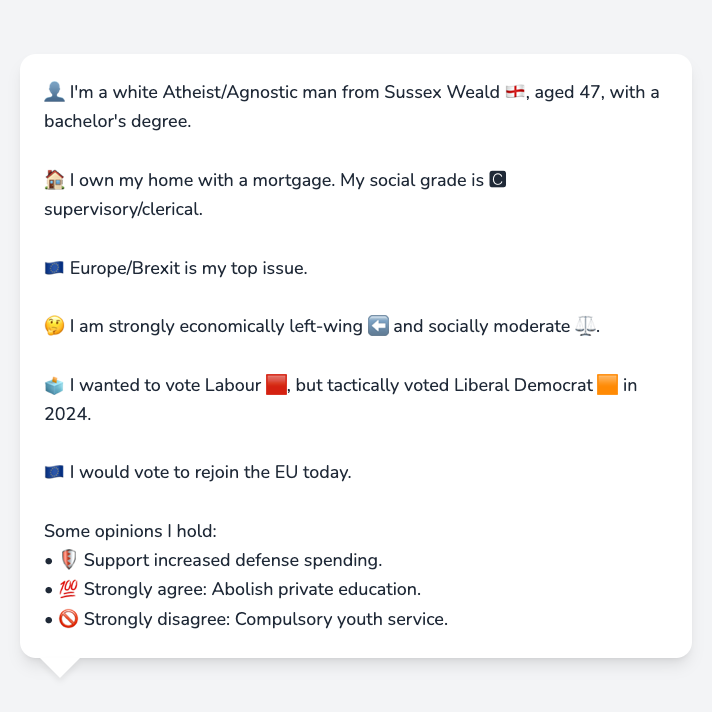 👤 I'm a white Atheist/Agnostic man from Sussex Weald 🏴󠁧󠁢󠁥󠁮󠁧󠁿, aged 47, with a
bachelor's degree.
🏠 I own my home with a mortgage. My social grade is 🅲
supervisory/clerical.
🇪🇺 Europe/Brexit is my top issue.
🤔 I am strongly economically left-wing ⬅️ and socially moderate ⚖️.
🗳️ I wanted to vote Labour 🟥, but tactically voted Liberal Democrat 🟧 in
2024.
🇪🇺 I would vote to rejoin the EU today.
Some opinions I hold:
• 🛡️ Support increased defense spending.
• 💯 Strongly agree: Abolish private education.
• 🚫 Strongly disagree: Compulsory youth service.